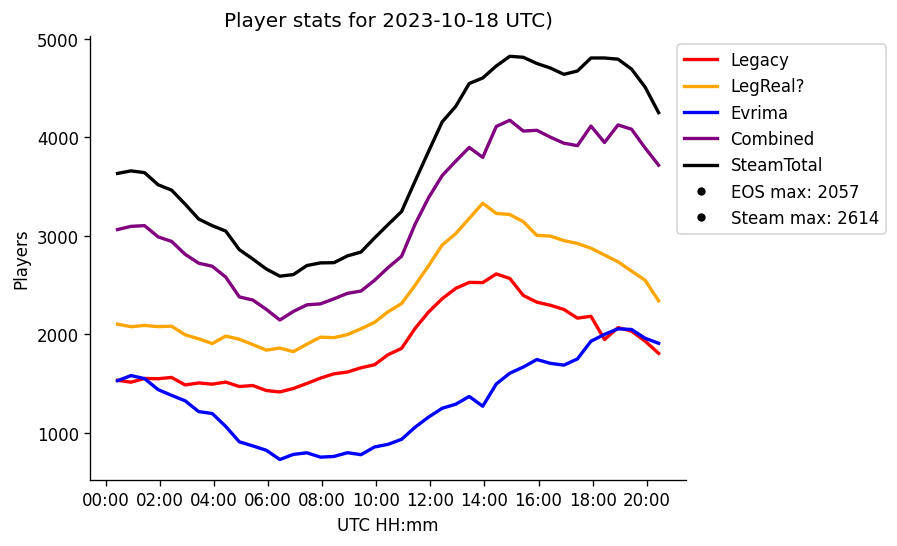 Player stats for 2023-10-18 UTC)
5000
4000
3000
2000
1000
Players
00:00 02:00 04:00 06:00 08:00 10:00 12:00 14:00 16:00 18:00 20:00
UTC HH:mm
Legacy
LegReal?
Evrima
Combined
SteamTotal
EOS max: 2057
Steam max: 2614